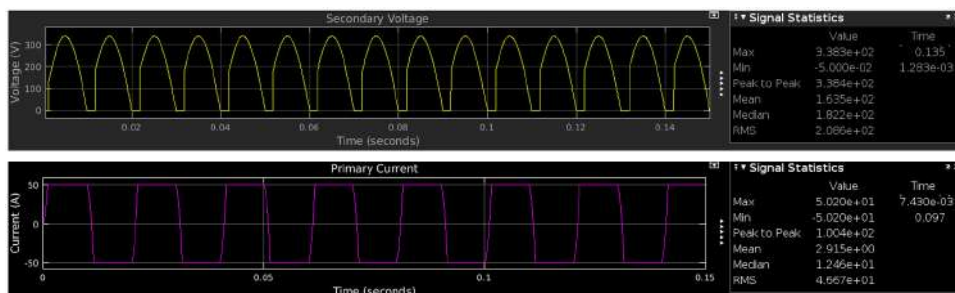 Secondary Voltage
Voltage (V)
300
200
100
0
0.02 0.04 0.06 0.08 0.1 0.12 0.14
Time (seconds)
Signal Statistics
Value Time
Max 3.383e+02 0.135
Min -5.000e-02 1.283e-03
Peak to Peak 3.384e+02
Mean 1.635e+02
Median 1.822e+02
RMS 2.086e+02
Primary Current
Current (A)
50
0
-50
0 0.05 0.1 0.15
Time (seconds)
Signal Statistics
Value Time
Max 5.020e+01 7.430e-03
Min -5.020e+01 0.097
Peak to Peak 1.004e+02
Mean 2.915e+00
Median 1.246e+01
RMS 4.667e+01